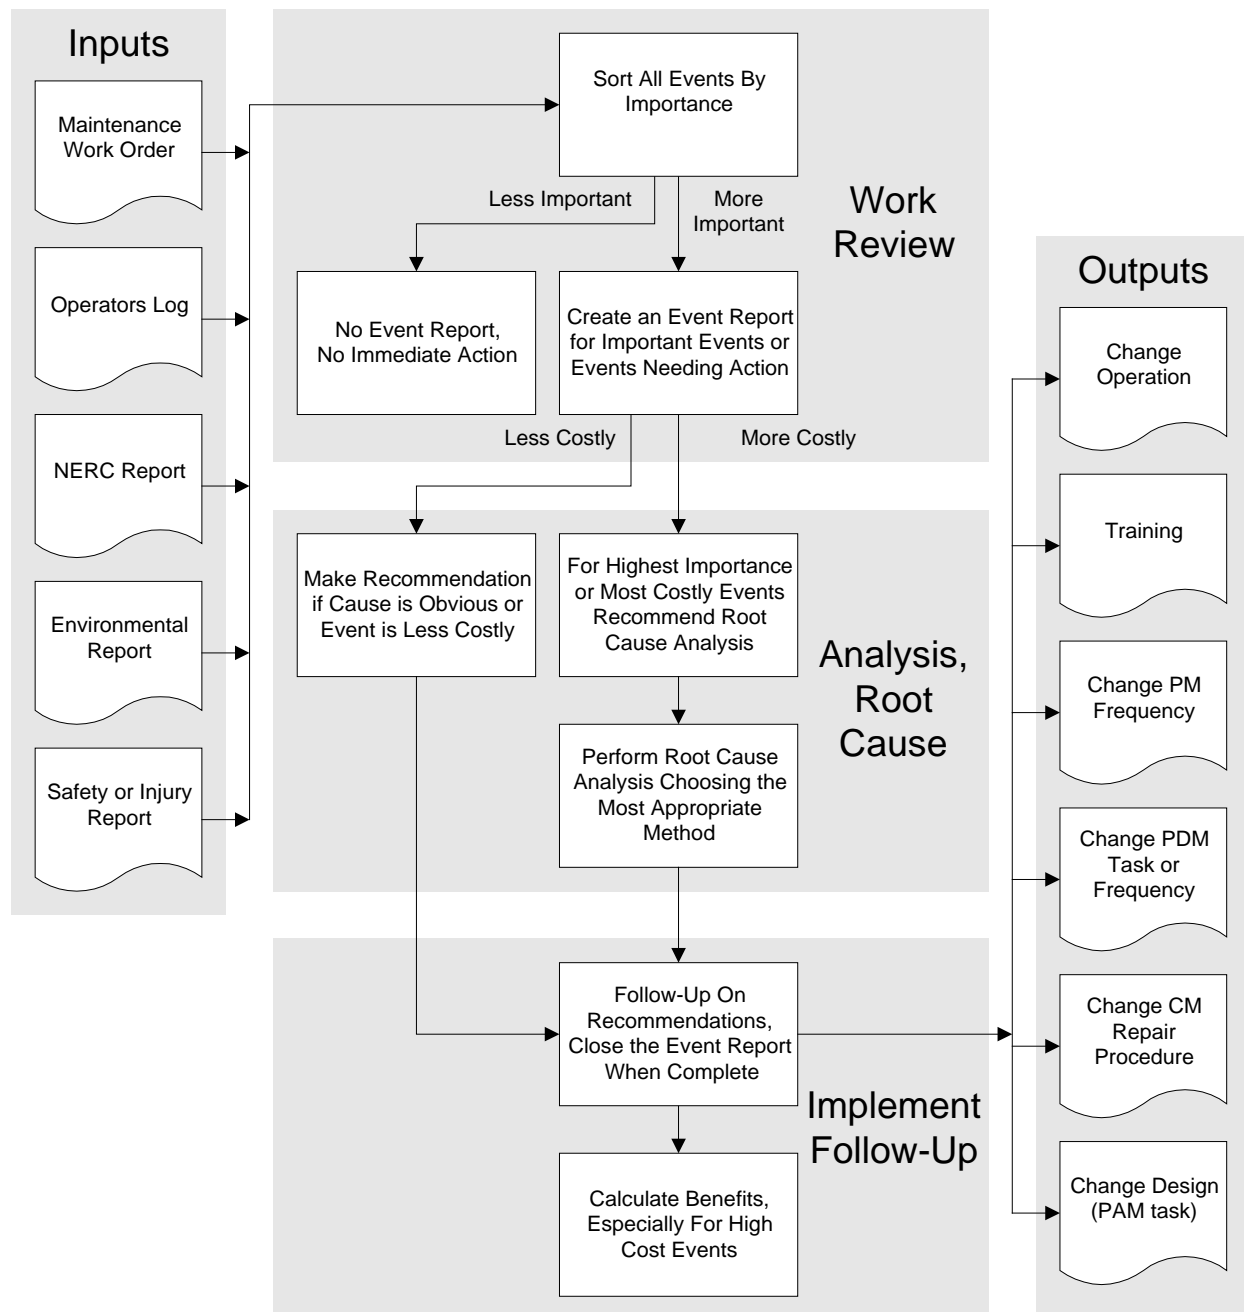 Inputs
Maintenance
Work Order
Operators Log
NERC Report
Environmental
Report
Safety or Injury
Report
Sort All Events By
Importance
Less Important
More
Important
Work
Review
No Event Report,
No Immediate Action
Create an Event Report
for Important Events or
Events Needing Action
Less Costly
More Costly
Make Recommendation
if Cause is Obvious or
Event is Less Costly
For Highest Importance
or Most Costly Events
Recommend Root
Cause Analysis
Analysis,
Root
Cause
Perform Root Cause
Analysis Choosing the
Most Appropriate
Method
Follow-Up On
Recommendations,
Close the Event Report
When Complete
Implement
Follow-Up
Calculate Benefits,
Especially For High
Cost Events
Outputs
Change
Operation
Training
Change PM
Frequency
Change PDM
Task or
Frequency
Change CM
Repair
Procedure
Change Design
(PAM task)